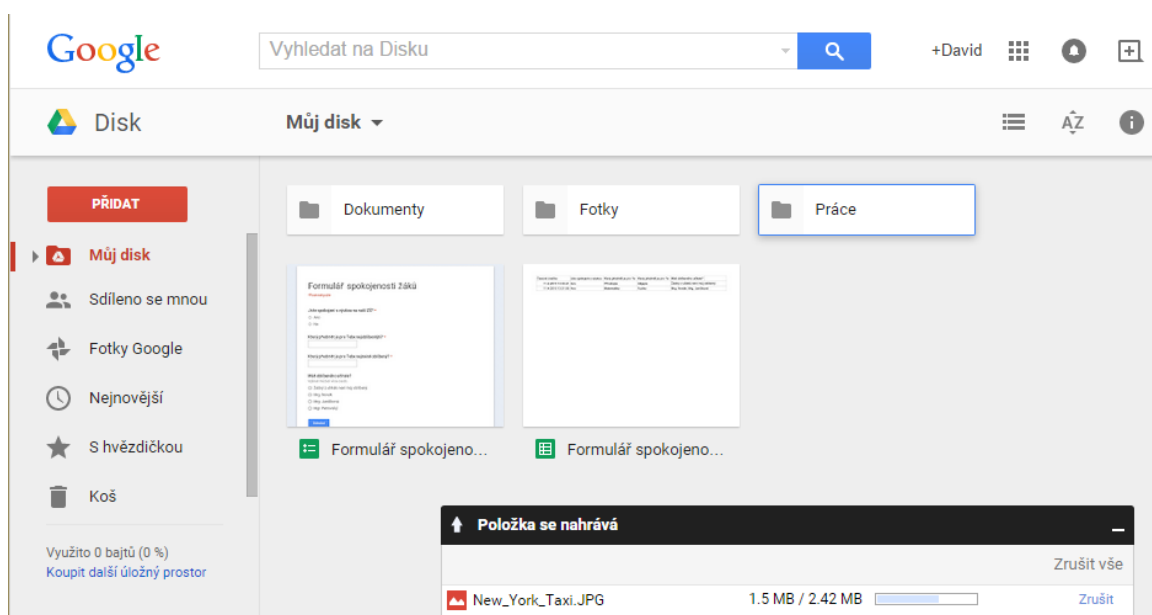 Google
Vyhledat na Disku
+David
Disk
Můj disk
AZ
PŘIDAT
Můj disk
Sdíleno se mnou
Fotky Google
Nejnovější
S hvězdičkou
Koš
Využito 0 bajtů (0 %)
Koupit další úložný prostor
Dokumenty
Fotky
Práce
Formulář spokojenosti žáků
Formulář spokojeno...
Formulář spokojeno...
Položka se nahrává
Zrušit vše
New_York_Taxi.JPG
1.5 MB / 2.42 MB
Zrušit